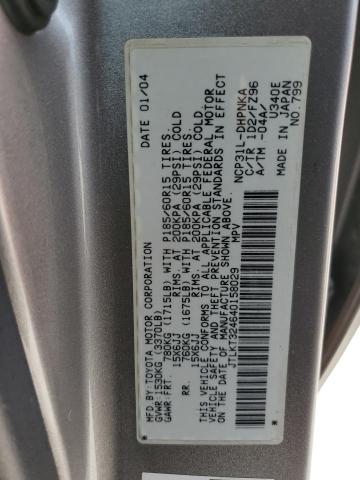 MFD.BY:TOYOTA MOTOR CORPORATION DATE 01/04
GVWR:1530KG (3370LB)
GAWR:FRT. 780KG (1715LB) WITH P185/60R15 TIRES.
15X6JJ RIMS. AT 200KPA (29PSI) COLD
RR. 760KG (1675LB) WITH P185/60R15 TIRES.
15X6JJ RIMS. AT 200KPA (29PSI) COLD
THIS VEHICLE CONFORMS TO ALL APPLICABLE FEDERAL MOTOR
VEHICLE SAFETY AND THEFT PREVENTION STANDARDS IN EFFECT
ON THE DATE OF MANUFACTURE SHOWN ABOVE.
* JTLKT324640158029 *
MPV
NCP31L-DHPNKA
C/TR 1D2/FZ96
A/TM -04A/ U340E
MADE IN JAPAN
NO.799